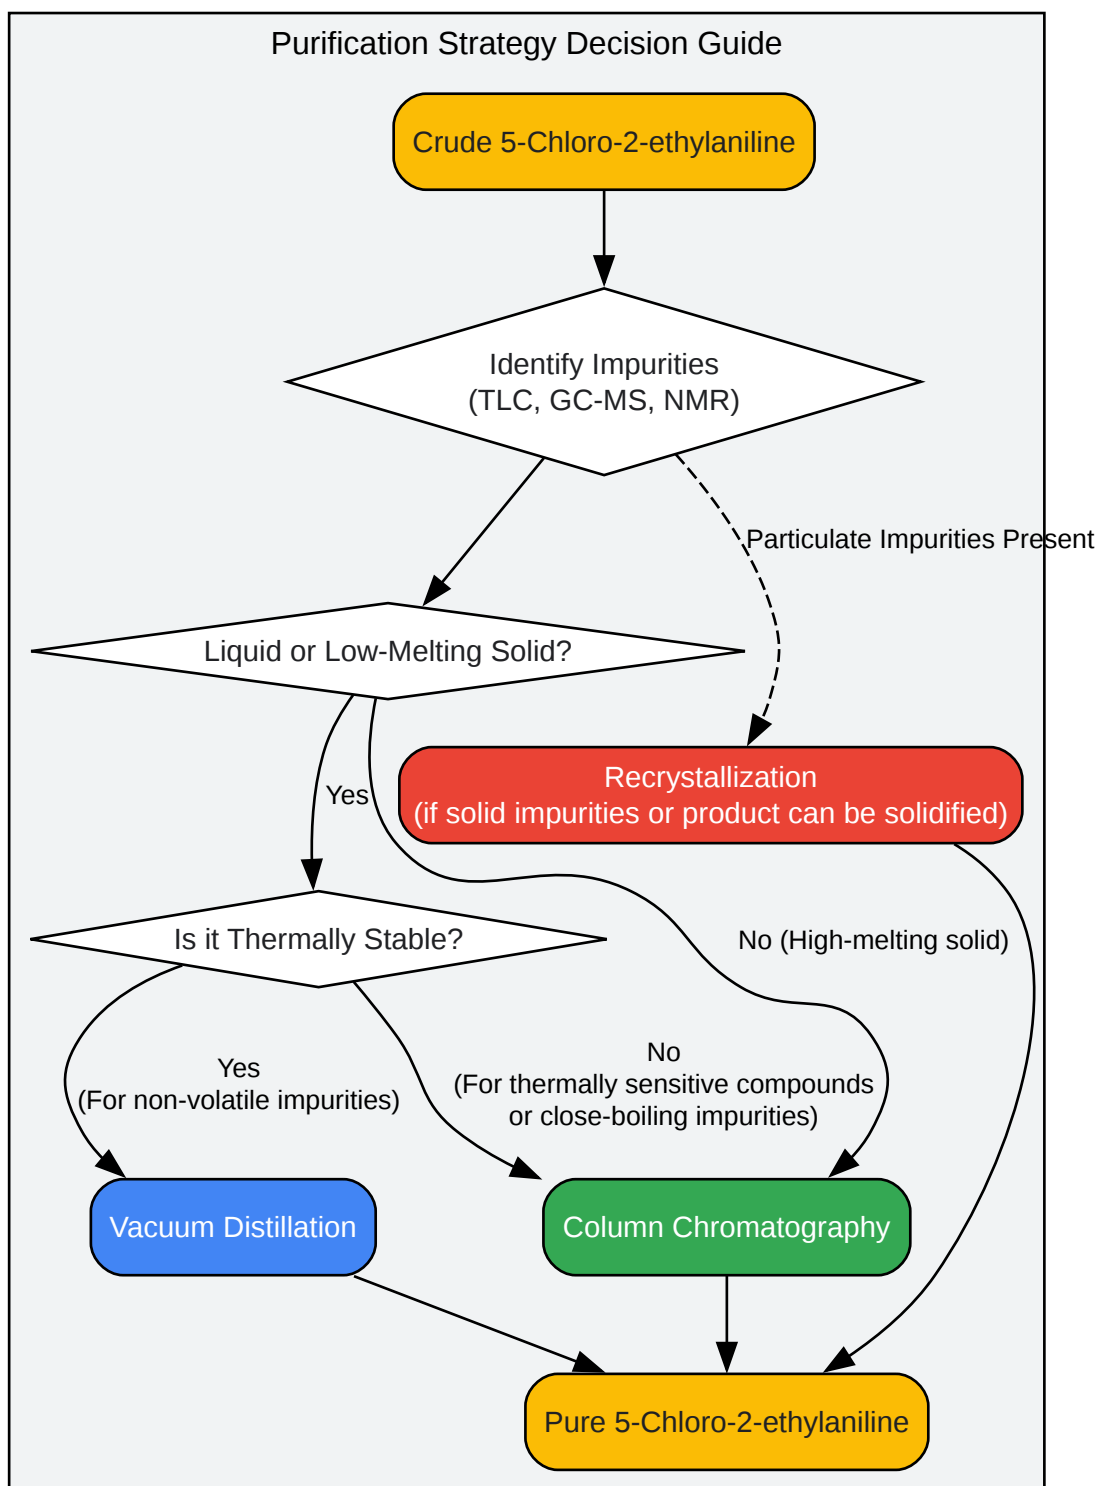 Purification Strategy Decision Guide
Crude 5-Chloro-2-ethylaniline
Identify Impurities
(TLC, GC-MS, NMR)
Particulate Impurities Present
Liquid or Low-Melting Solid?
Recrystallization
(if solid impurities or product can be solidified)
Yes
Is it Thermally Stable?
No (High-melting solid)
Yes
(For non-volatile impurities)
No
(For thermally sensitive compounds
or close-boiling impurities)
Vacuum Distillation
Column Chromatography
Pure 5-Chloro-2-ethylaniline